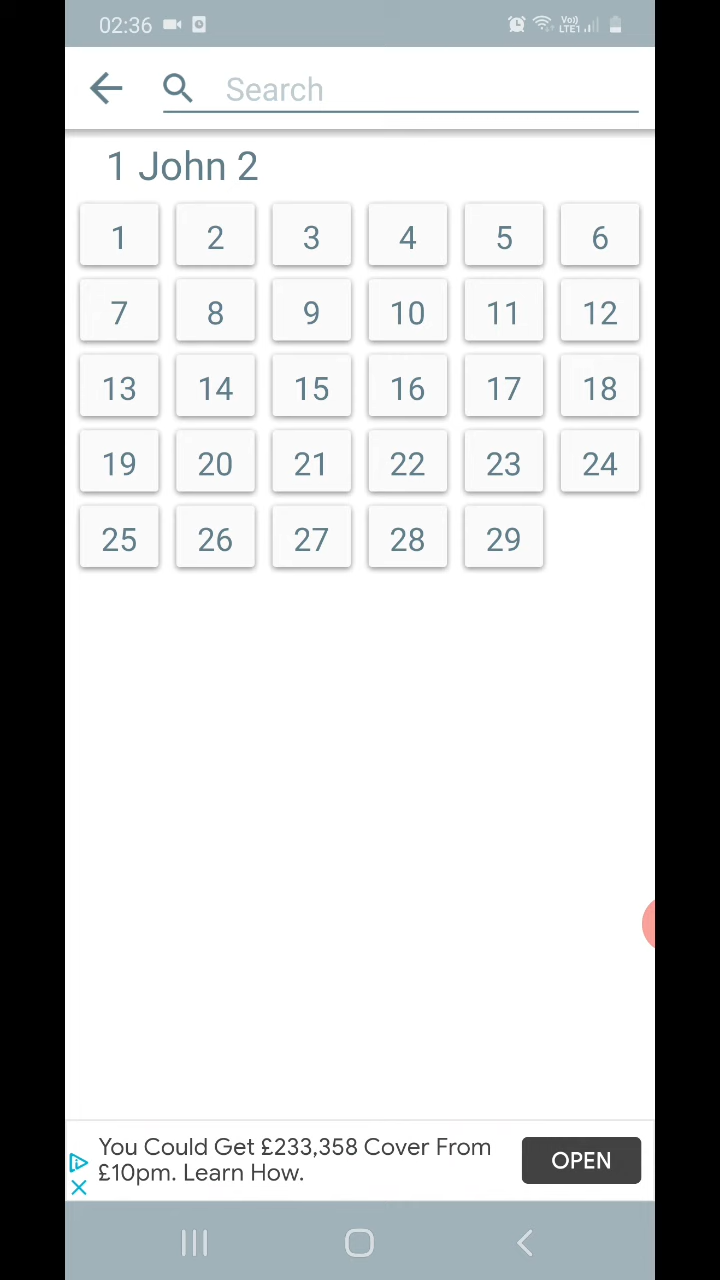 02:36
Vo)) LTE1
Search
1 John 2
1 2 3 4 5 6
7 8 9 10 11 12
13 14 15 16 17 18
19 20 21 22 23 24
25 26 27 28 29
You Could Get £233,358 Cover From
£10pm. Learn How.
OPEN